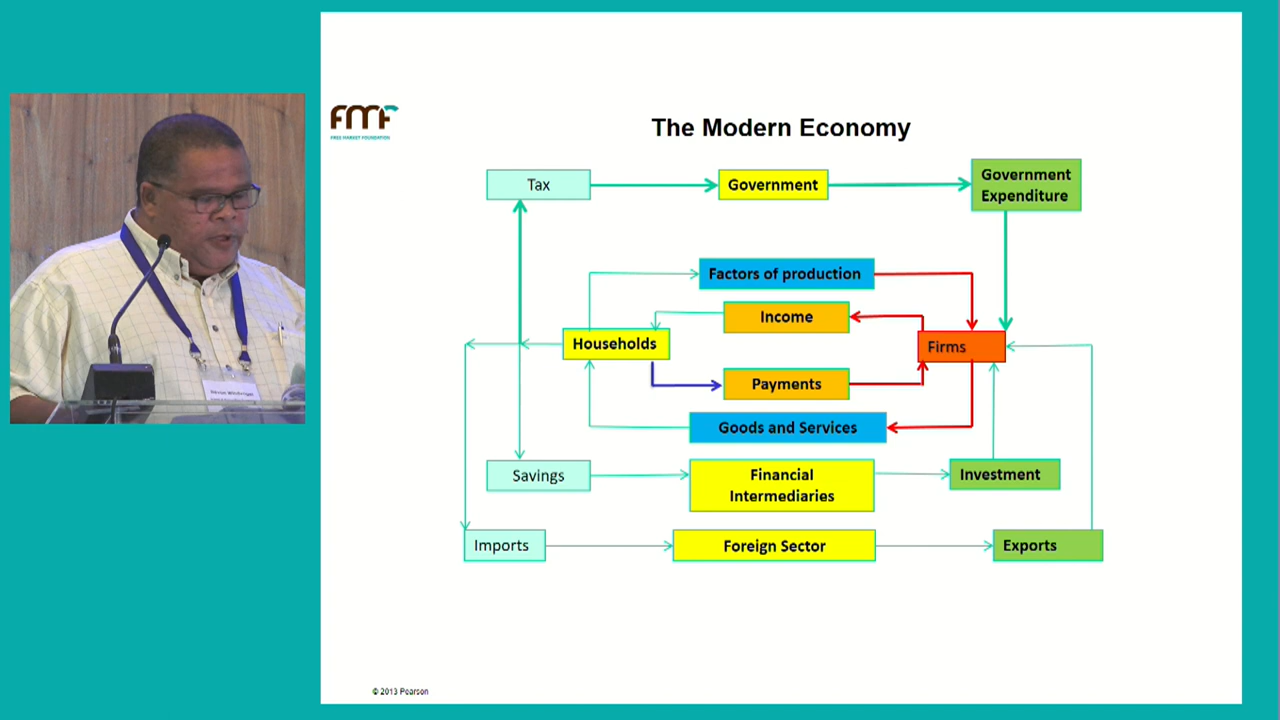 FMF
FREE MARKET FOUNDATION
The Modern Economy
Tax
Government
Government
Expenditure
Factors of production
Income
Households
Firms
Payments
Goods and Services
Savings
Financial
Intermediaries
Investment
Imports
Foreign Sector
Exports
© 2013 Pearson